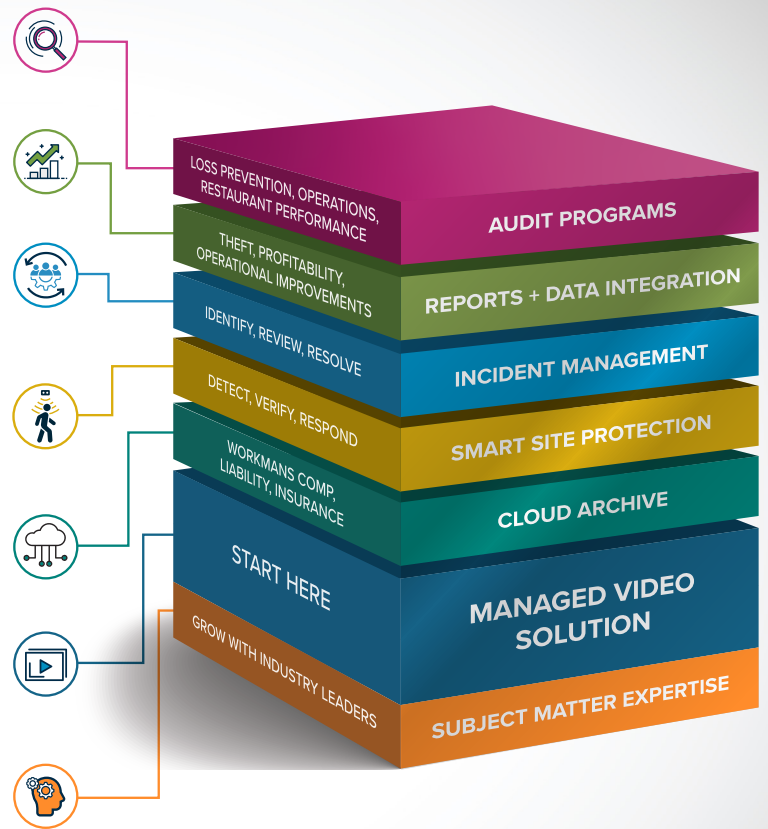 LOSS PREVENTION, OPERATIONS,
RESTAURANT PERFORMANCE
AUDIT PROGRAMS
THEFT, PROFITABILITY,
OPERATIONAL IMPROVEMENTS
REPORTS + DATA INTEGRATION
IDENTIFY, REVIEW, RESOLVE
INCIDENT MANAGEMENT
DETECT, VERIFY, RESPOND
SMART SITE PROTECTION
WORKMANS COMP,
LIABILITY, INSURANCE
CLOUD ARCHIVE
START HERE
MANAGED VIDEO
SOLUTION
GROW WITH INDUSTRY LEADERS
SUBJECT MATTER EXPERTISE